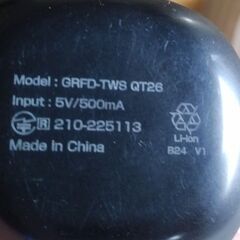 Model : GRFD-TWS QT26
Input : 5V/500mA
R 210-225113
Made in China
Li-ion
B24 V1